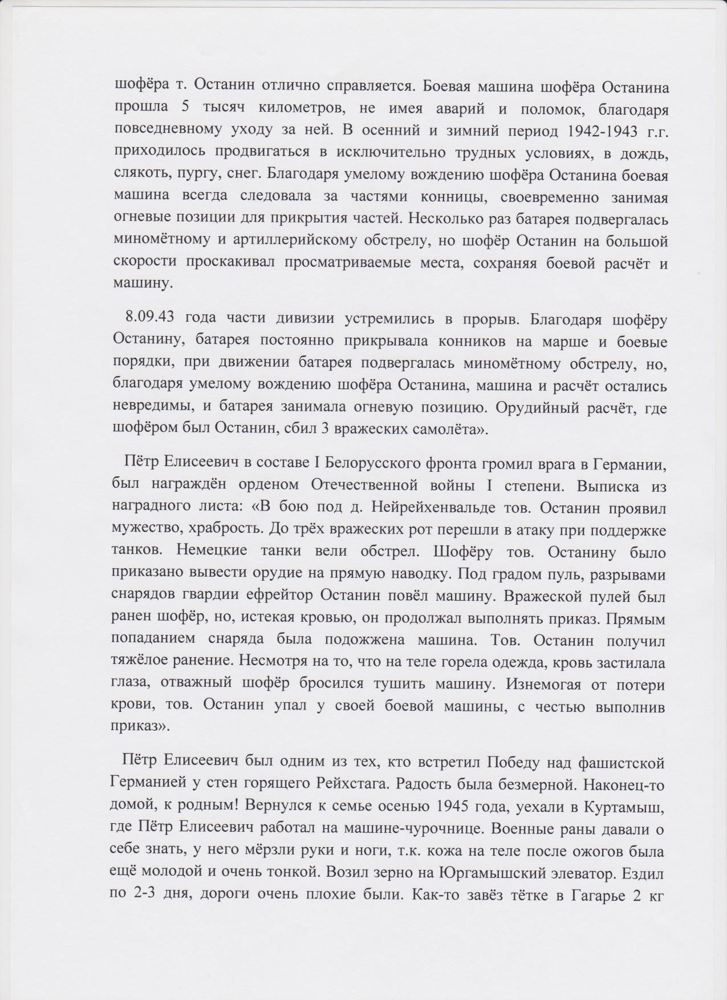 шофёра т. Останин отлично справляется. Боевая машина шофёра Останина
прошла 5 тысяч километров, не имея аварий и поломок, благодаря
повседневному уходу за ней. В осенний и зимний период 1942-1943 г.г.
приходилось продвигаться в исключительно трудных условиях, в дождь,
слякоть, пургу, снег. Благодаря умелому вождению шофёра Останина боевая
машина всегда следовала за частями конницы, своевременно занимая
огневые позиции для прикрытия частей. Несколько раз батарея подвергалась
миномётному и артиллерийскому обстрелу, но шофёр Останин на большой
скорости проскакивал просматриваемые места, сохраняя боевой расчёт и
машину.
8.09.43 года части дивизии устремились в прорыв. Благодаря шофёру
Останину, батарея постоянно прикрывала конников на марше и боевые
порядки, при движении батарея подвергалась миномётному обстрелу, но,
благодаря умелому вождению шофёра Останина, машина и расчёт остались
невредимы, и батарея занимала огневую позицию. Орудийный расчёт, где
шофёром был Останин, сбил 3 вражеских самолёта».
Пётр Елисеевич в составе I Белорусского фронта громил врага в Германии,
был награждён орденом Отечественной войны I степени. Выписка из
наградного листа: «В бою под д. Нейрейхенвальде тов. Останин проявил
мужество, храбрость. До трёх вражеских рот перешли в атаку при поддержке
танков. Немецкие танки вели обстрел. Шофёру тов. Останину было
приказано вывести орудие на прямую наводку. Под градом пуль, разрывами
снарядов гвардии ефрейтор Останин повёл машину. Вражеской пулей был
ранен шофёр, но, истекая кровью, он продолжал выполнять приказ. Прямым
попаданием снаряда была подожжена машина. Тов. Останин получил
тяжёлое ранение. Несмотря на то, что на теле горела одежда, кровь застилала
глаза, отважный шофёр бросился тушить машину. Изнемогая от потери
крови, тов. Останин упал у своей боевой машины, с честью выполнив
приказ».
Пётр Елисеевич был одним из тех, кто встретил Победу над фашистской
Германией у стен горящего Рейхстага. Радость была безмерной. Наконец-то
домой, к родным! Вернулся к семье осенью 1945 года, уехали в Куртамыш,
где Пётр Елисеевич работал на машине-чурочнице. Военные раны давали о
себе знать, у него мёрзли руки и ноги, т.к. кожа на теле после ожогов была
ещё молодой и очень тонкой. Возил зерно на Юргамышский элеватор. Ездил
по 2-3 дня, дороги очень плохие были. Как-то завёз тётке в Гагарье 2 кг